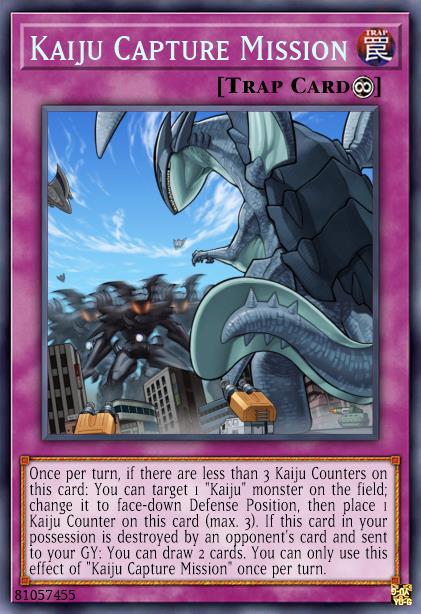 Kaiju Capture Mission
TRAP
罠
[Trap Card]
Once per turn, if there are less than 3 Kaiju Counters on
this card: You can target 1 "Kaiju" monster on the field;
change it to face-down Defense Position, then place 1
Kaiju Counter on this card (max. 3). If this card in your
possession is destroyed by an opponent's card and sent
to your GY: You can draw 2 cards. You can only use this
effect of "Kaiju Capture Mission" once per turn.
81057455